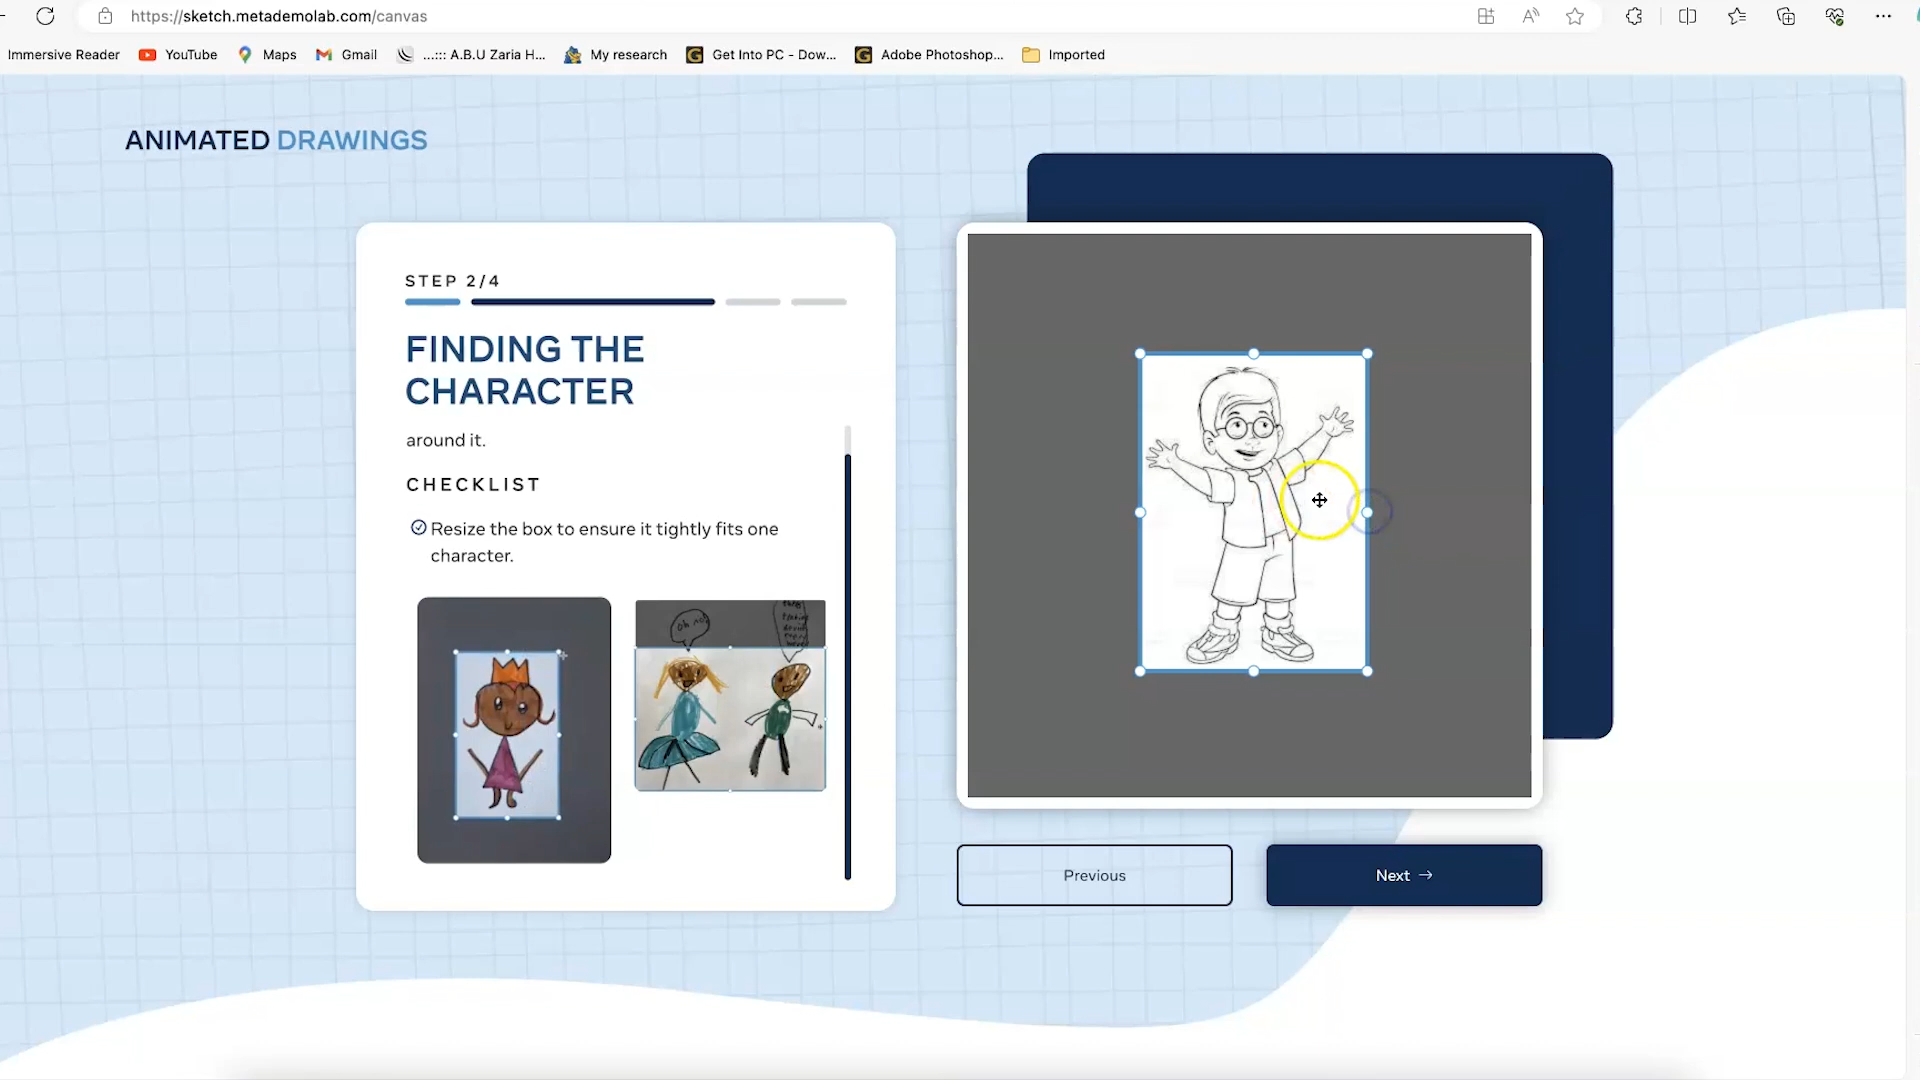 https://sketch.metademolab.com/canvas
Immersive Reader YouTube Maps Gmail ...::: A.B.U Zaria H... My research Get Into PC - Dow... Adobe Photoshop... Imported
ANIMATED DRAWINGS
STEP 2/4
FINDING THE
CHARACTER
around it.
CHECKLIST
Resize the box to ensure it tightly fits one
character.
Oh no
Previous
Next →